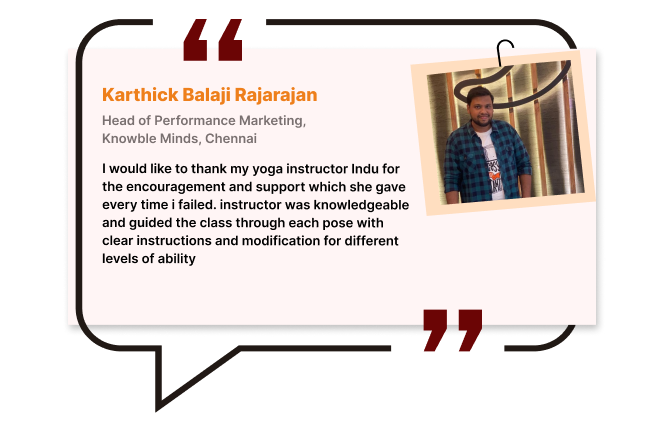 Karthick Balaji Rajarajan
Head of Performance Marketing,
Knowble Minds, Chennai
I would like to thank my yoga instructor Indu for
the encouragement and support which she gave
every time i failed. instructor was knowledgeable
and guided the class through each pose with
clear instructions and modification for different
levels of ability